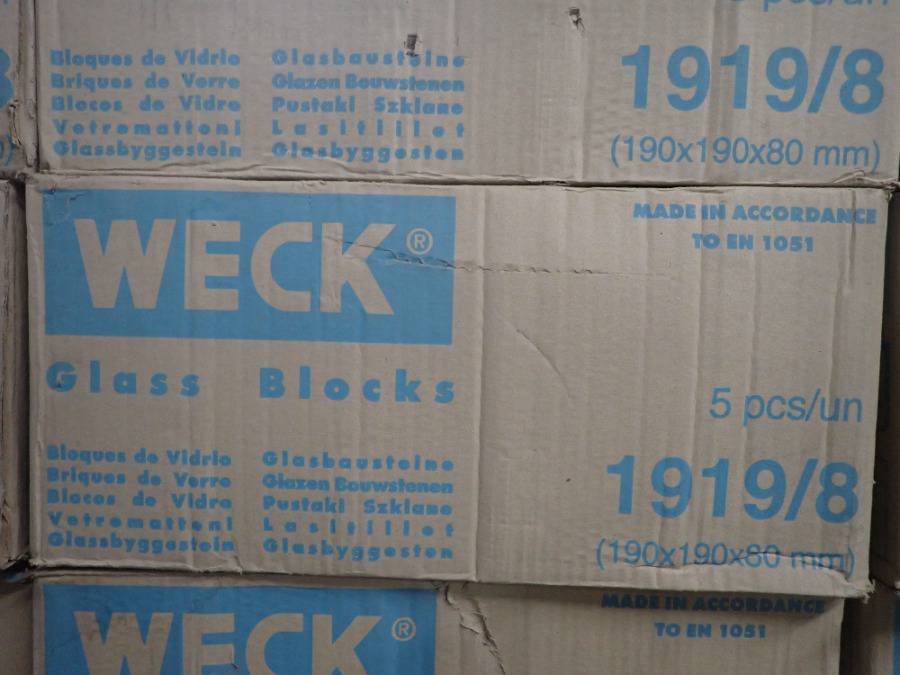 5 pcs/un
Bloques de Vidrio
Briques de Verre
Blocos de Vidro
Vetromattoni
Glassbyggestein
Glasbausteine
Glazen Bouwstenen
Pustaki Szklane
Lasitiilet
Glasbyggesten
1919/8
(190x190x80 mm)
WECK®
Glass Blocks
MADE IN ACCORDANCE
TO EN 1051
5 pcs/un
Bloques de Vidrio
Briques de Verre
Blocos de Vidro
Vetromattoni
Glassbyggestein
Glasbausteine
Glazen Bouwstenen
Pustaki Szklane
Lasitiilet
Glasbyggesten
1919/8
(190x190x80 mm)
WECK®
MADE IN ACCORDANCE
TO EN 1051